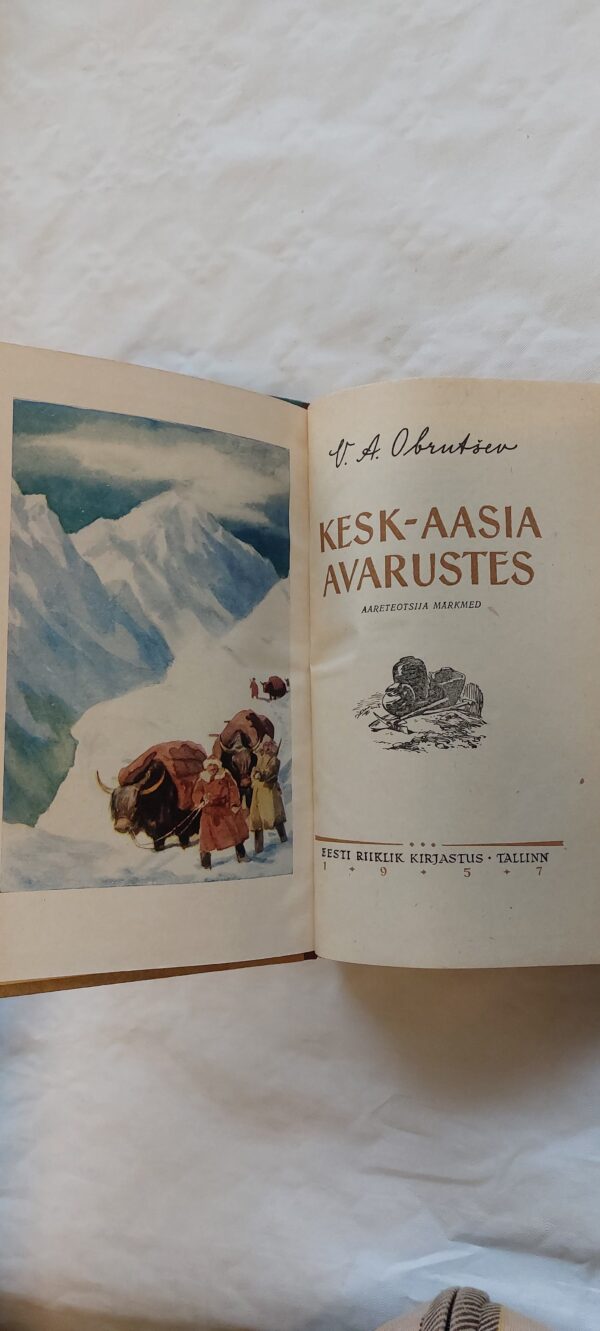 V. A. Obrutšev
KESK-AASIA
AVARUSTES
AARETEOTSIJA MÄRKMED
EESTI RIIKLIK KIRJASTUS • TALLINN
1 • 9 • 5 • 7